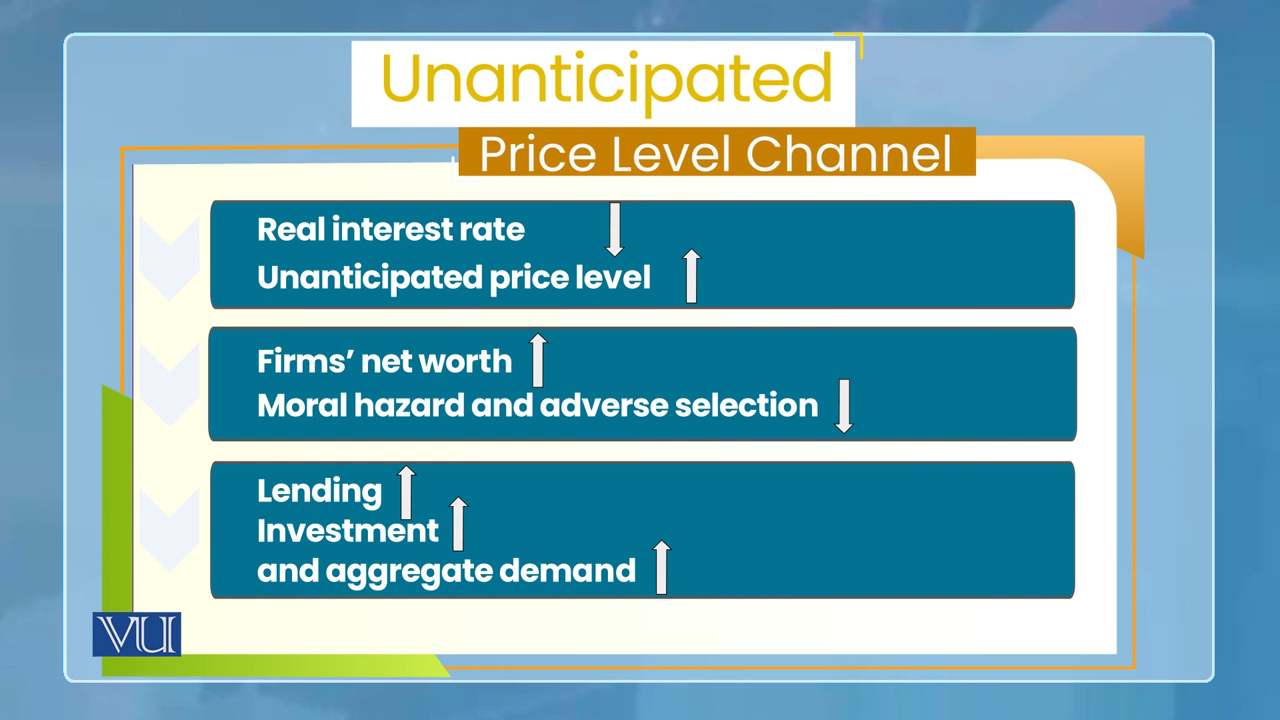 Unanticipated
Price Level Channel
Real interest rate
Unanticipated price level
Firms’ net worth
Moral hazard and adverse selection
Lending
Investment
and aggregate demand
VU